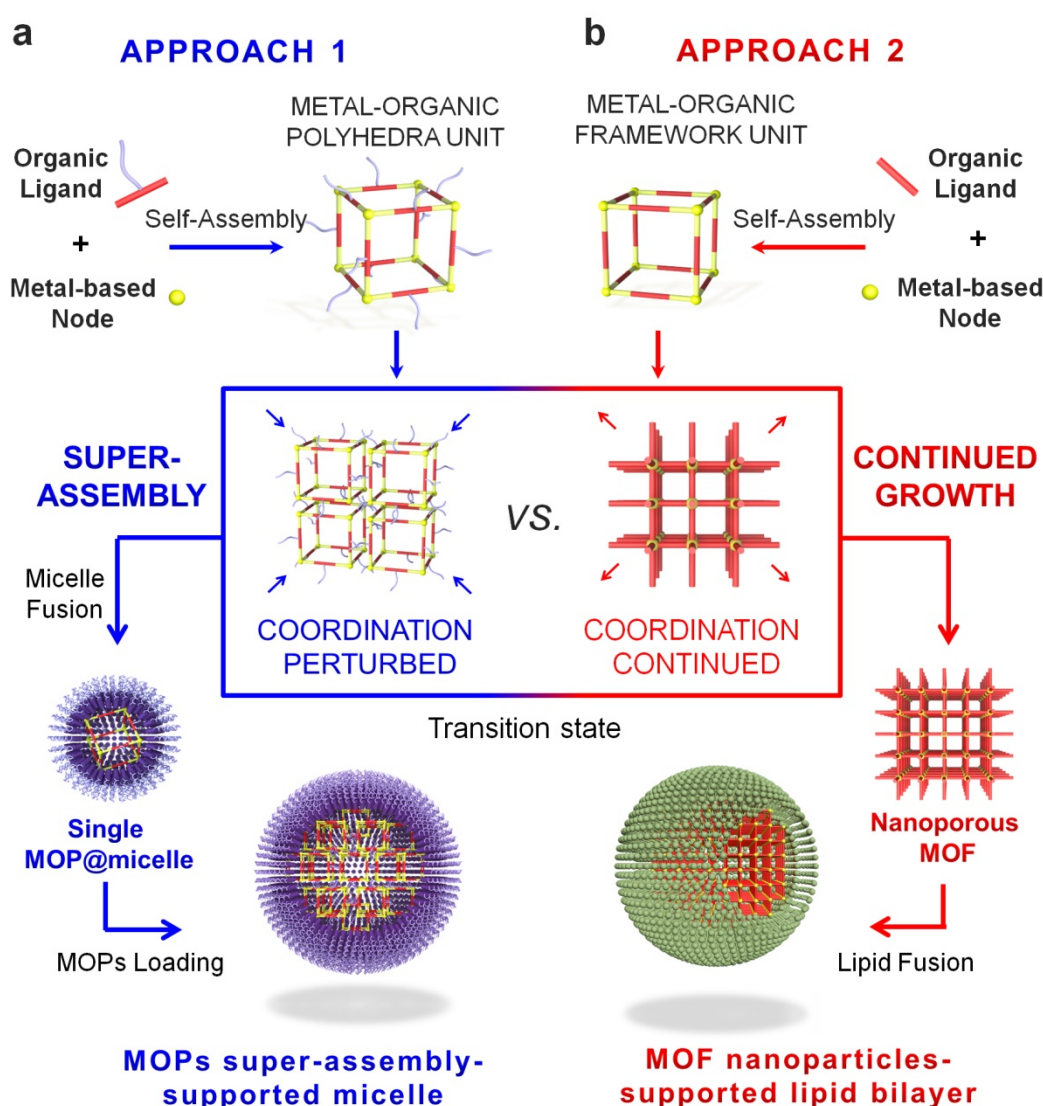 a
APPROACH 1
METAL-ORGANIC
POLYHEDRA UNIT
Organic
Ligand
+
Metal-based
Node
Self-Assembly
b
APPROACH 2
METAL-ORGANIC
FRAMEWORK UNIT
Organic
Ligand
+
Metal-based
Node
Self-Assembly
SUPER-
ASSEMBLY
VS.
CONTINUED
GROWTH
COORDINATION
PERTURBED
COORDINATION
CONTINUED
Transition state
Micelle
Fusion
Single
MOP@micelle
MOPs Loading
Nanoporous
MOF
Lipid Fusion
MOPs super-assembly-
supported micelle
MOF nanoparticles-
supported lipid bilayer